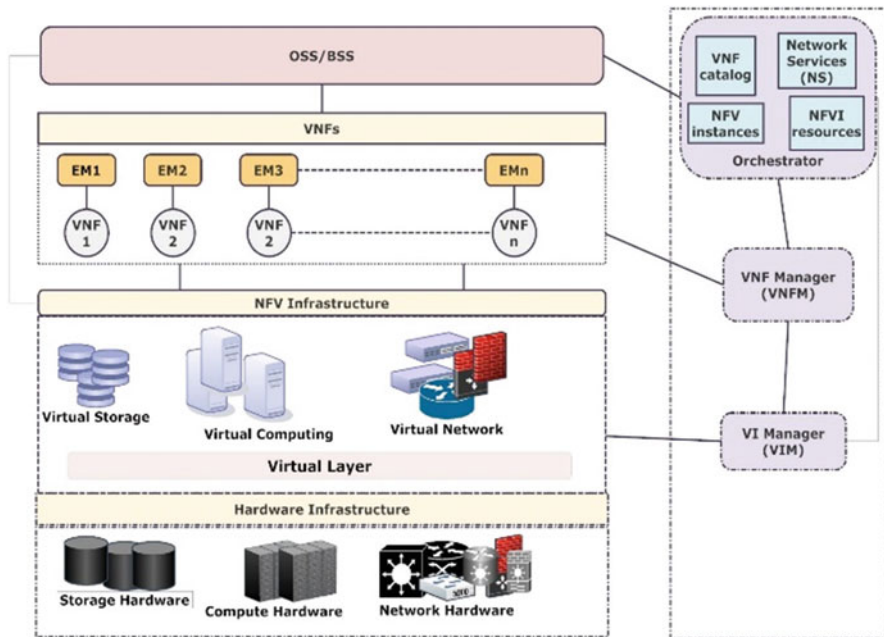 OSS/BSS
VNFs
EM1
EM2
EM3
EMn
VNF
1
VNF
2
VNF
2
VNF
n
NFV Infrastructure
Virtual Storage
Virtual Computing
Virtual Network
Virtual Layer
Hardware Infrastructure
Storage Hardware
Compute Hardware
Network Hardware
VNF
catalog
Network
Services
(NS)
NFV
instances
NFVI
resources
Orchestrator
VNF Manager
(VNFM)
VI Manager
(VIM)